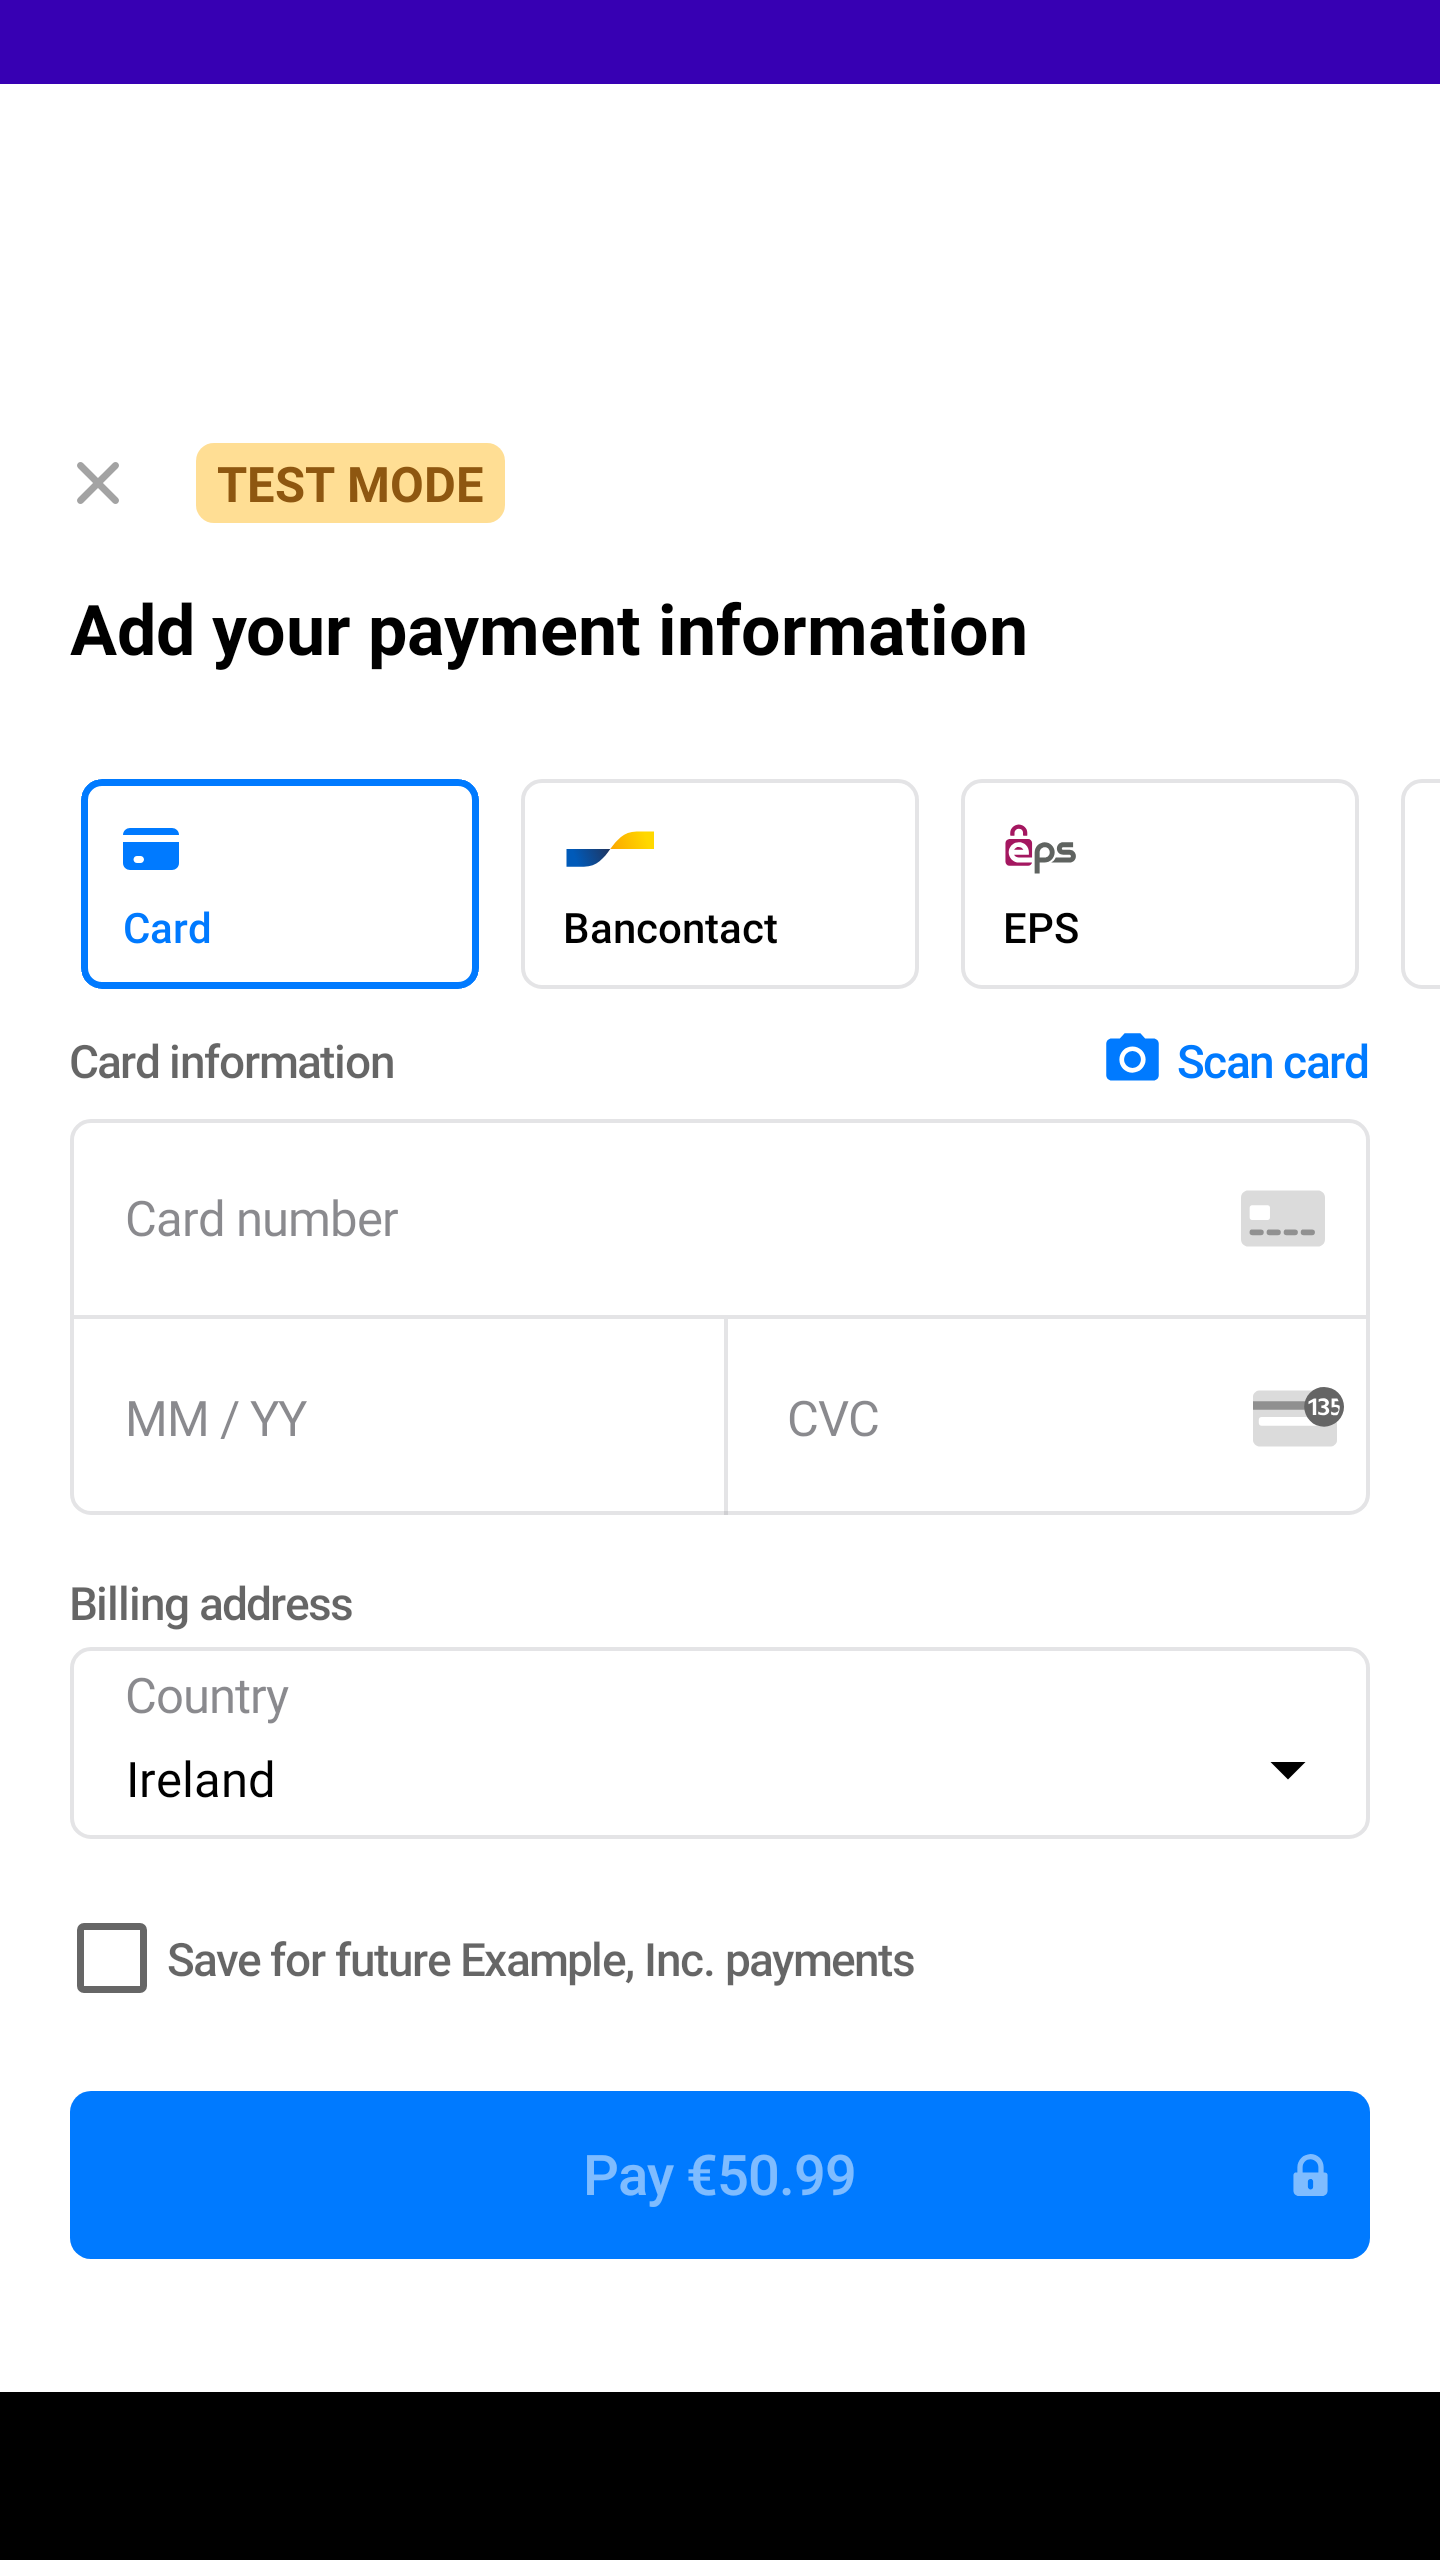 TEST MODE
Add your payment information
eps
Card
Bancontact
EPS
Card information
Scan card
Card number
MM / YY
CVC
135
Billing address
Country
Ireland
Save for future Example, Inc. payments
Pay €50.99